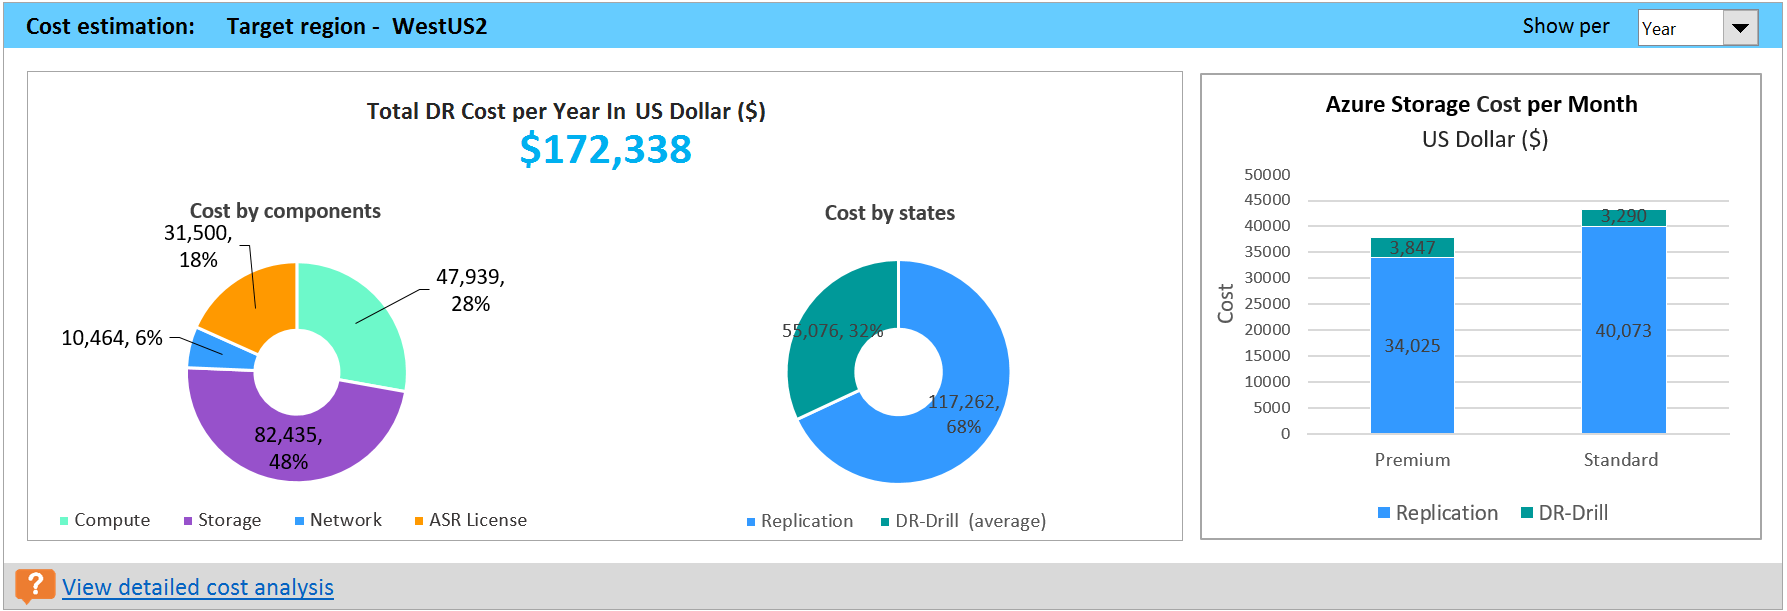 Cost estimation: Target region - WestUS2
Show per Year
Total DR Cost per Year In US Dollar ($)
$172,338
Cost by components
31,500,
18%
47,939,
28%
10,464, 6%
82,435,
48%
Compute Storage Network ASR License
Cost by states
55,076, 32%
117,262,
68%
Replication DR-Drill (average)
Azure Storage Cost per Month
US Dollar ($)
Cost
50000
45000
40000
35000
30000
25000
20000
15000
10000
5000
0
3,847
34,025
3,290
40,073
Premium Standard
Replication DR-Drill
? View detailed cost analysis